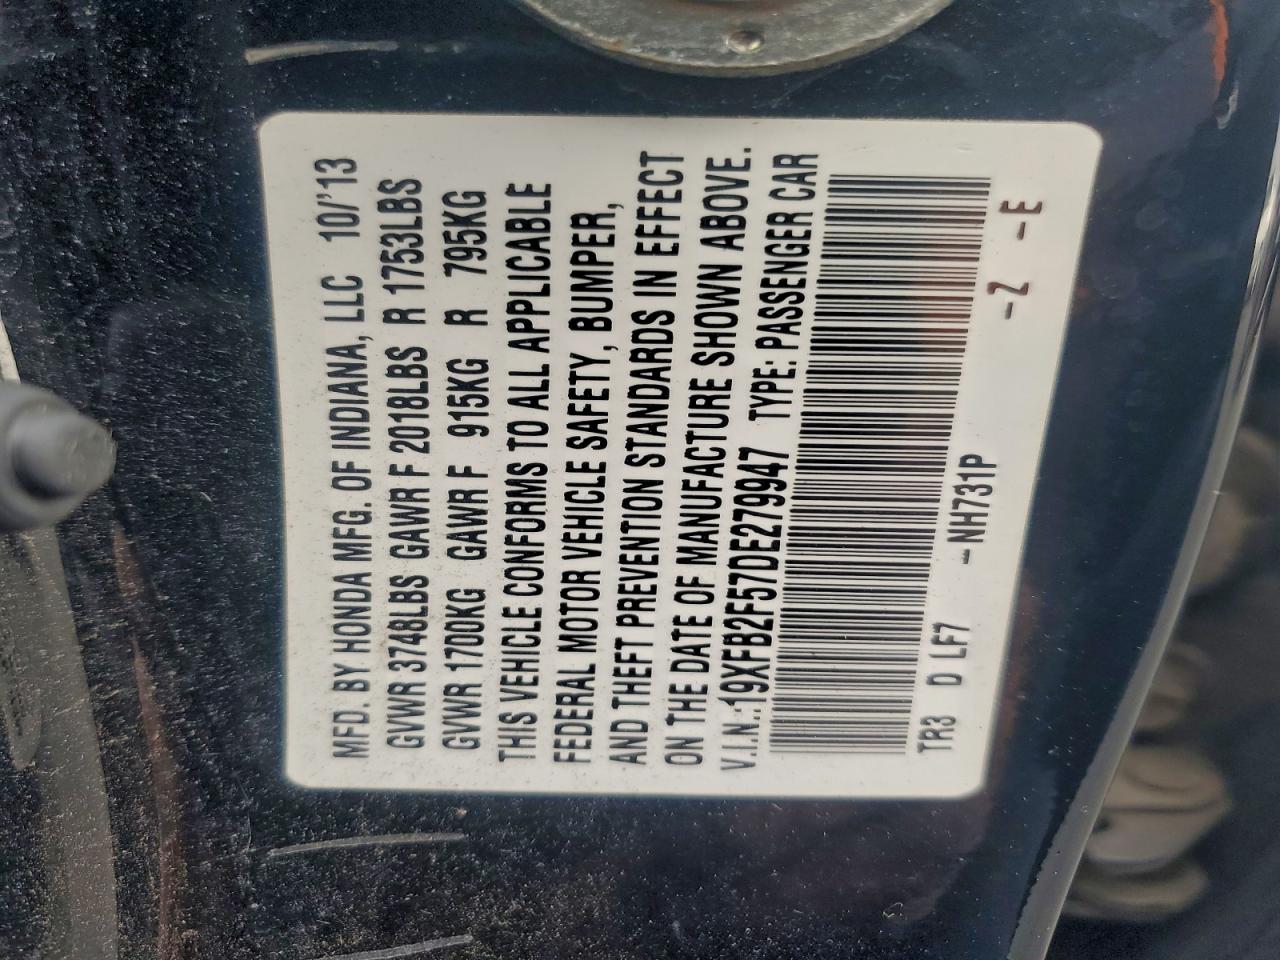 MFD. BY HONDA MFG. OF INDIANA, LLC 10/'13
GVWR 3748LBS GAWR F 2018LBS R 1753LBS
GVWR 1700KG GAWR F 915KG R 795KG
THIS VEHICLE CONFORMS TO ALL APPLICABLE
FEDERAL MOTOR VEHICLE SAFETY, BUMPER,
AND THEFT PREVENTION STANDARDS IN EFFECT
ON THE DATE OF MANUFACTURE SHOWN ABOVE.
V.I.N.:19XFB2F57DE279947 TYPE: PASSENGER CAR
TR3 D LF7 -NH731P -Z -E